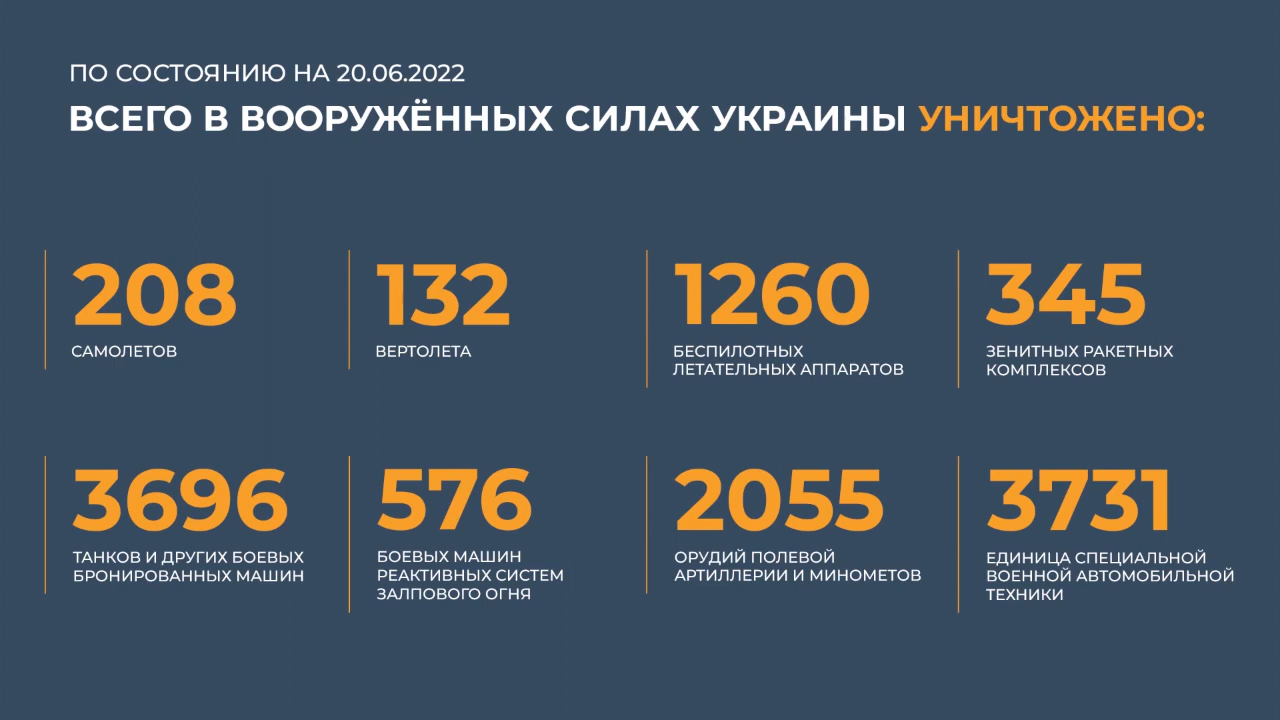 ПО СОСТОЯНИЮ НА 20.06.2022
ВСЕГО В ВООРУЖЁННЫХ СИЛАХ УКРАИНЫ УНИЧТОЖЕНО:
208
САМОЛЕТОВ
132
ВЕРТОЛЕТА
1260
БЕСПИЛОТНЫХ
ЛЕТАТЕЛЬНЫХ АППАРАТОВ
345
ЗЕНИТНЫХ РАКЕТНЫХ
КОМПЛЕКСОВ
3696
ТАНКОВ И ДРУГИХ БОЕВЫХ
БРОНИРОВАННЫХ МАШИН
576
БОЕВЫХ МАШИН
РЕАКТИВНЫХ СИСТЕМ
ЗАЛПОВОГО ОГНЯ
2055
ОРУДИЙ ПОЛЕВОЙ
АРТИЛЛЕРИИ И МИНОМЕТОВ
3731
ЕДИНИЦА СПЕЦИАЛЬНОЙ
ВОЕННОЙ АВТОМОБИЛЬНОЙ
ТЕХНИКИ